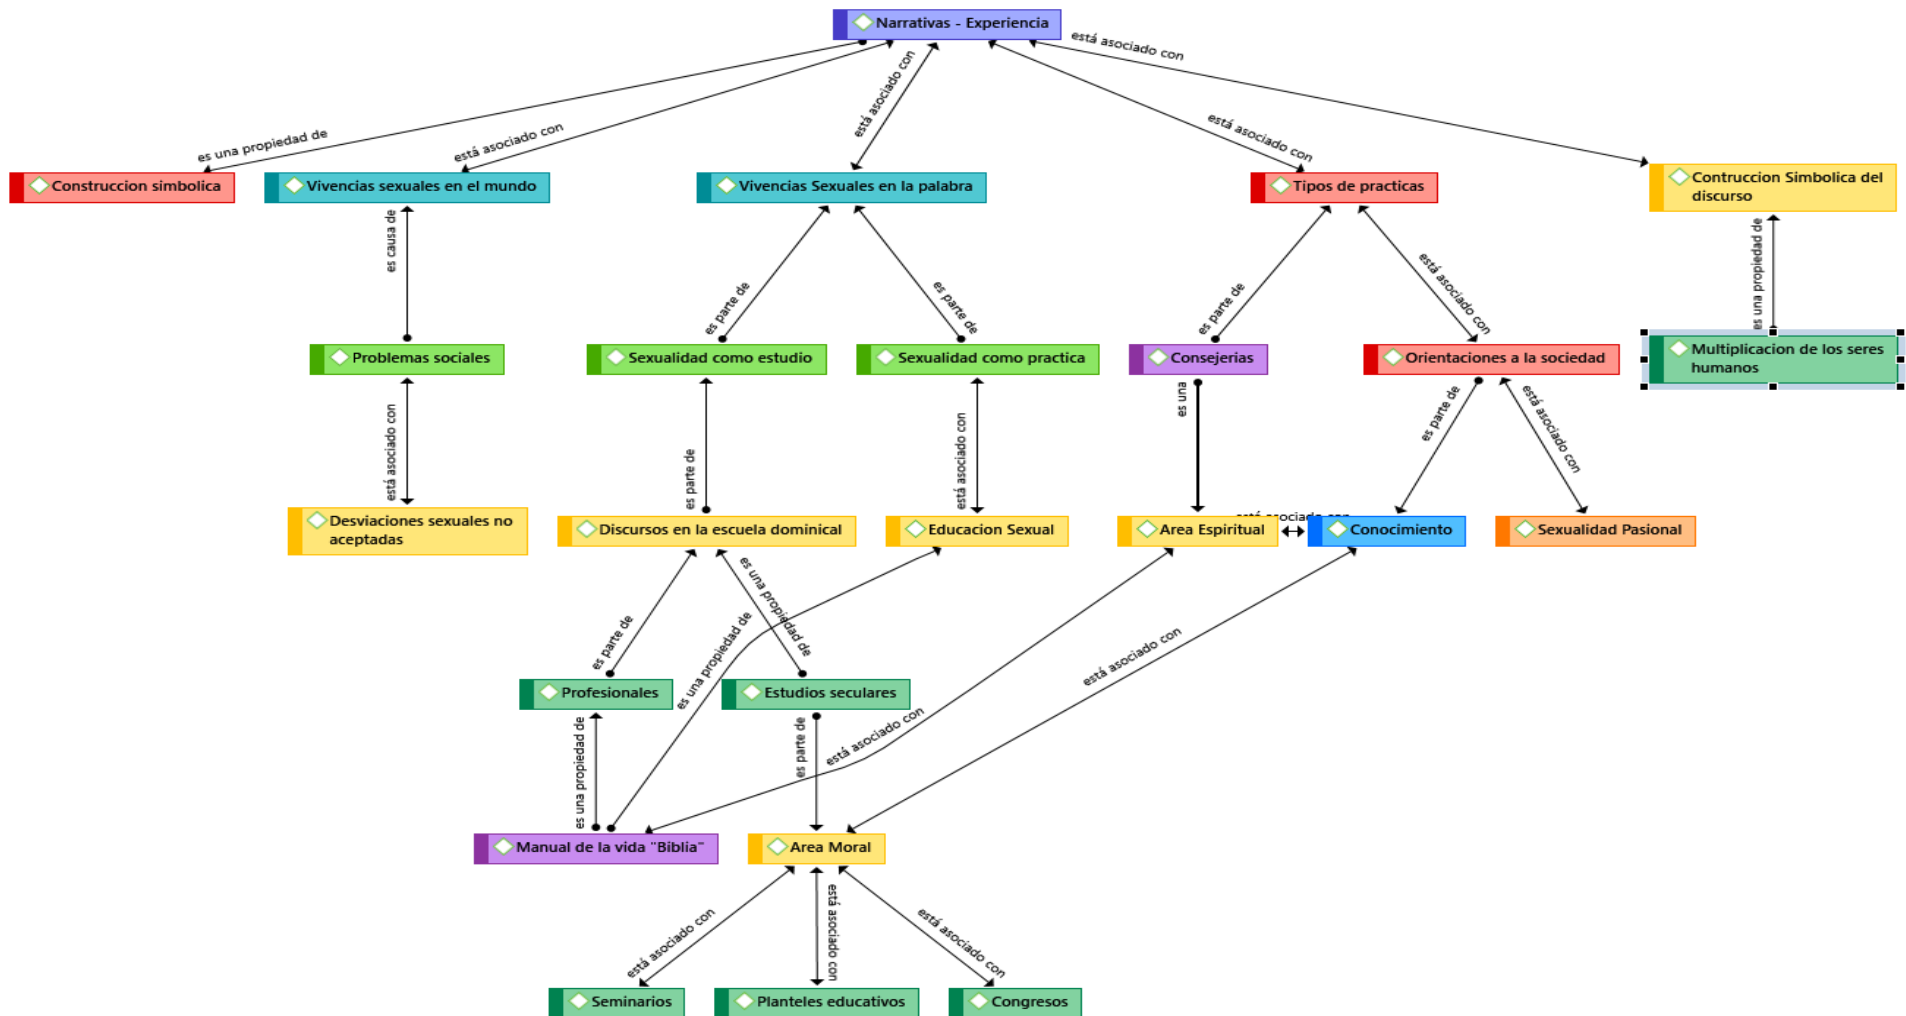 Narrativas - Experiencia
está asociado con
está asociado con
es una propiedad de
está asociado con
está asociado con
Construccion simbolica
Vivencias sexuales en el mundo
Vivencias Sexuales en la palabra
Tipos de practicas
Contruccion Simbolica del
discurso
es causa de
es parte de
es parte de
es parte de
está asociado con
es una propiedad de
Problemas sociales
Sexualidad como estudio
Sexualidad como practica
Consejerias
Orientaciones a la sociedad
Multiplicacion de los seres
humanos
está asociado con
es parte de
está asociado con
es una
es parte de
está asociado con
Desviaciones sexuales no
aceptadas
Discursos en la escuela dominical
Educacion Sexual
Area Espiritual
está asociado con
Conocimiento
Sexualidad Pasional
es parte de
es una propiedad de
es una propiedad de
está asociado con
Profesionales
Estudios seculares
es una propiedad de
es parte de
está asociado con
Manual de la vida "Biblia"
Area Moral
está asociado con
está asociado con
está asociado con
Seminarios
Planteles educativos
Congresos